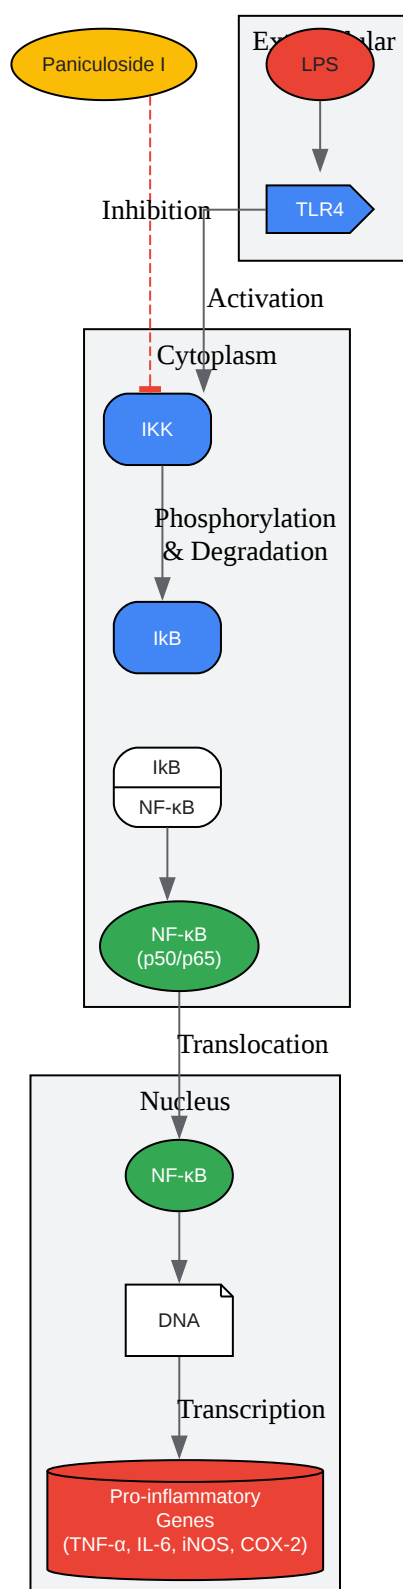 Paniculoside I
LPS
TLR4
Inhibition
Activation
Cytoplasm
IKK
Phosphorylation
& Degradation
IkB
IkB
NF-κB
NF-κB
(p50/p65)
Translocation
Nucleus
NF-κB
DNA
Transcription
Pro-inflammatory
Genes
(TNF-α, IL-6, iNOS, COX-2)